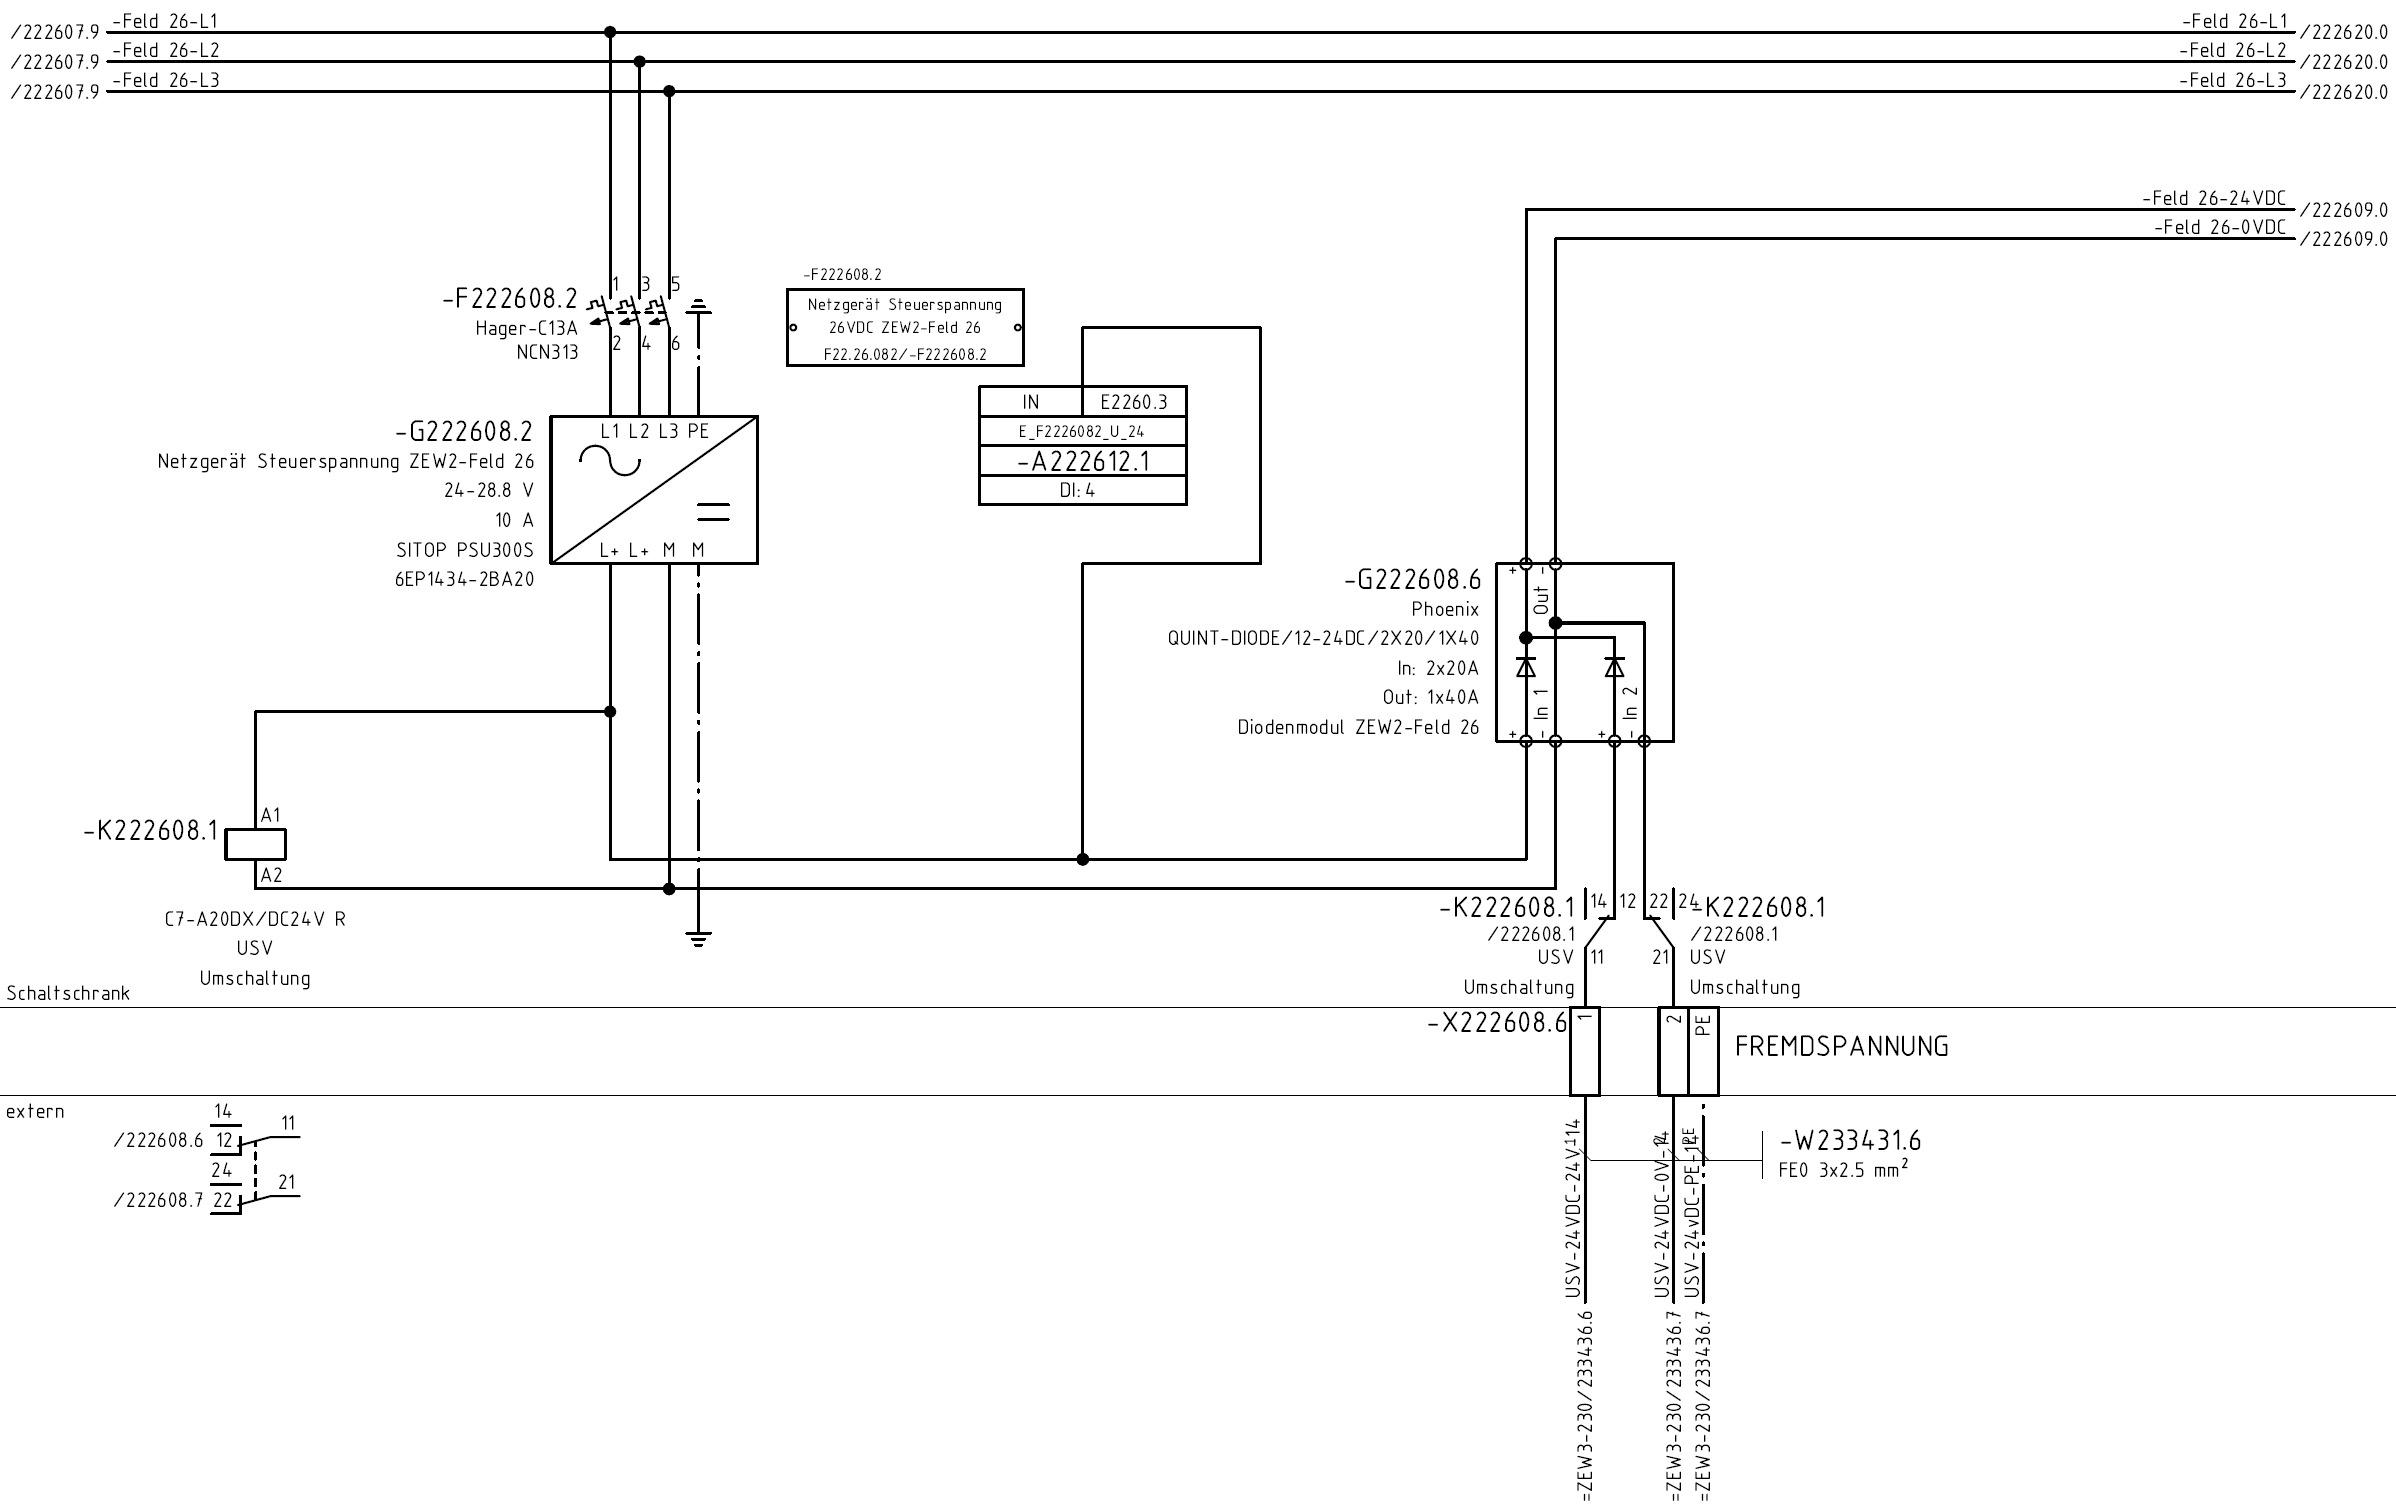 -Feld 26-L1
/222607.9
-Feld 26-L2
/222607.9
-Feld 26-L3
/222607.9
-Feld 26-L1
/222620.0
-Feld 26-L2
/222620.0
-Feld 26-L3
/222620.0
-Feld 26-24VDC
/222609.0
-Feld 26-0VDC
/222609.0
1 3 5
-F222608.2
Hager-C13A
NCN313
2 4 6
-F222608.2
Netzgerät Steuerspannung
26VDC ZEW2-Feld 26
F22.26.082/-F222608.2
IN E2260.3
E_F2226082_U_24
-A222612.1
DI:4
-G222608.2
Netzgerät Steuerspannung ZEW2-Feld 26
24-28.8 V
10 A
SITOP PSU300S
6EP1434-2BA20
L1 L2 L3 PE
L+ L+ M M
-G222608.6
Phoenix
QUINT-DIODE/12-24DC/2X20/1X40
In: 2x20A
Out: 1x40A
Diodenmodul ZEW2-Feld 26
+ -
Out
In 1
In 2
+ - + -
A1
-K222608.1
A2
C7-A20DX/DC24V R
USV
Umschaltung
-K222608.1
/222608.1
USV
Umschaltung
14 12
11
22 24
21
-K222608.1
/222608.1
USV
Umschaltung
Schaltschrank
-X222608.6
1
2
PE
FREMDSPANNUNG
extern
14
11
/222608.6 12
24
21
/222608.7 22
-W233431.6
FE0 3x2.5 mm²
1
2
PE
USV-24VDC-24V-14
USV-24VDC-0V-14
USV-24vDC-PE-14
=ZEW3-230/233436.6
=ZEW3-230/233436.7
=ZEW3-230/233436.7